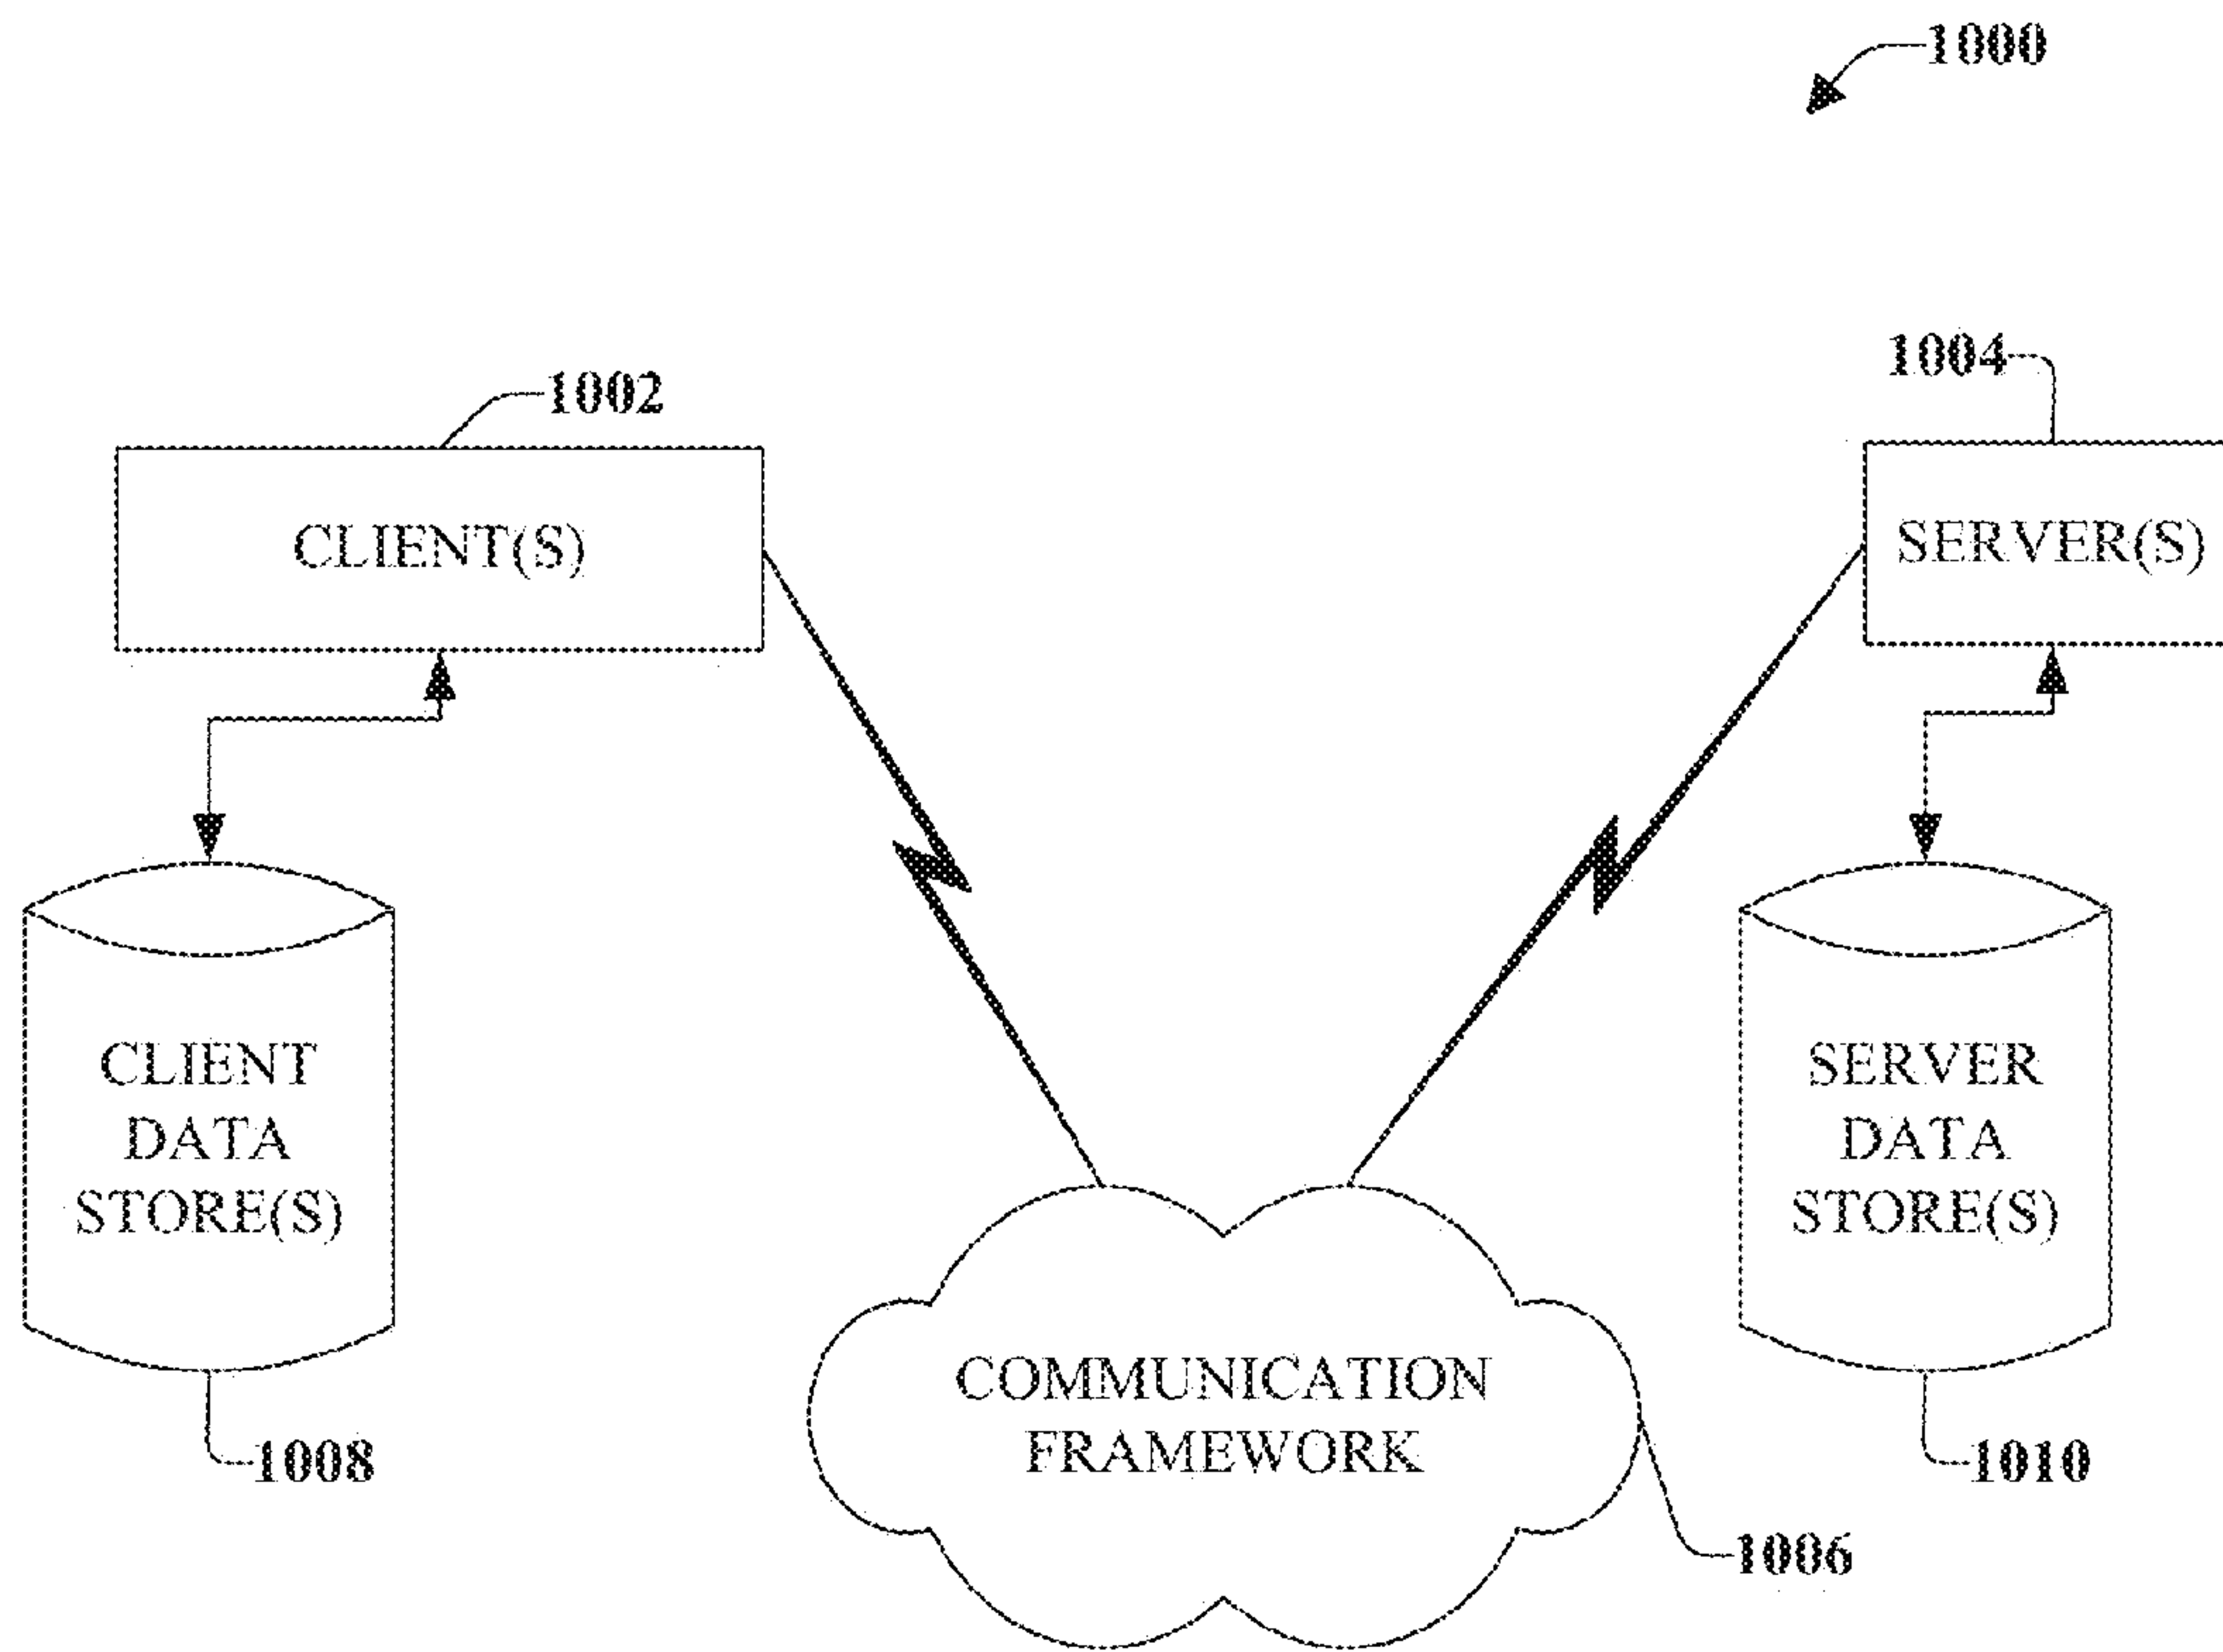 1000
1004
1002
CLIENT(S)
SERVER(S)
CLIENT
DATA
STORE(S)
SERVER
DATA
STORE(S)
COMMUNICATION
FRAMEWORK
1008
1010
1006